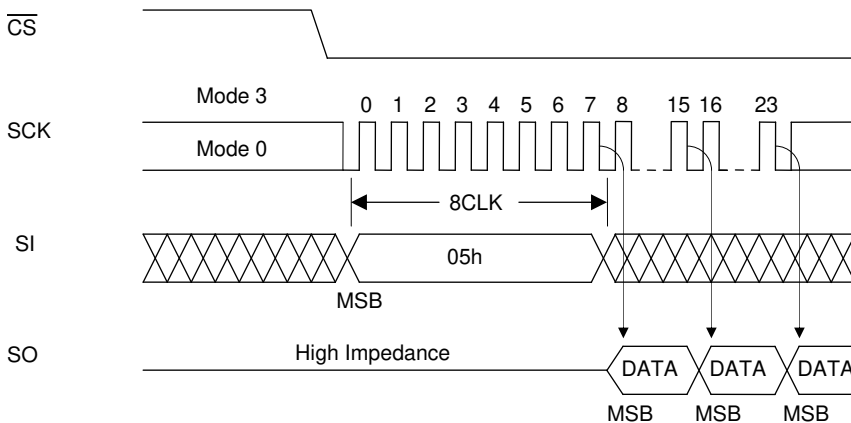 CS
Mode 3
0 1 2 3 4 5 6 7 8 15 16 23
SCK
Mode 0
8CLK
SI
05h
MSB
SO
High Impedance
DATA DATA DATA
MSB MSB MSB